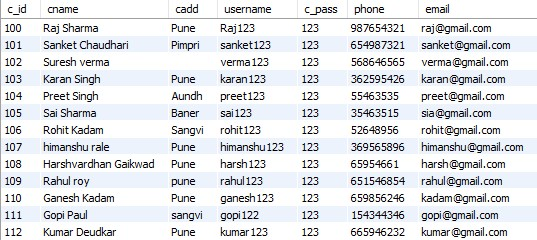 c_id cname cadd username c_pass phone email
100 Raj Sharma Pune Raj123 123 987654321 raj@gmail.com
101 Sanket Chaudhari Pimpri sanket123 123 654987321 sanket@gmail.com
102 Suresh verma verma123 123 568646565 verma@gmail.com
103 Karan Singh Pune karan123 123 362595426 karan@gmail.com
104 Preet Singh Aundh preet123 123 55463535 preet@gmail.com
105 Sai Sharma Baner sai123 123 35463515 sia@gmail.com
106 Rohit Kadam Sangvi rohit123 123 52648956 rohit@gmail.com
107 himanshu rale Pune himanshu123 123 369565896 himanshu@gmail.com
108 Harshvardhan Gaikwad pune harsh123 123 65954661 harsh@gmail.com
109 Rahul roy pune rahul123 123 651546854 rahul@gmail.com
110 Ganesh Kadam Pune ganesh123 123 659856246 kadam@gmail.com
111 Gopi Paul sangvi gopi122 123 154344346 gopi@gmail.com
112 Kumar Deudkar pune kumar123 123 665946232 kumar@gmail.com